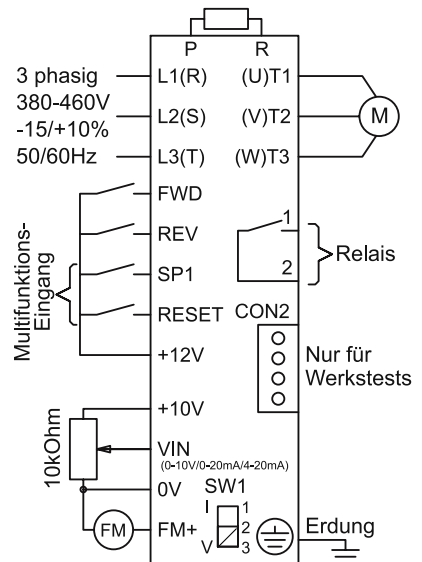 P R
3 phasig L1(R) (U)T1
380-460V L2(S) (V)T2 M
-15/+10%
50/60Hz L3(T) (W)T3
FWD
REV 1
Multifunktions-
Eingang
SP1 2 Relais
RESET CON2
+12V Nur für
Werkstests
+10V
10kOhm
VIN
(0-10V/0-20mA/4-20mA)
0V SW1
I 1
FM FM+ 2 Erdung
V 3